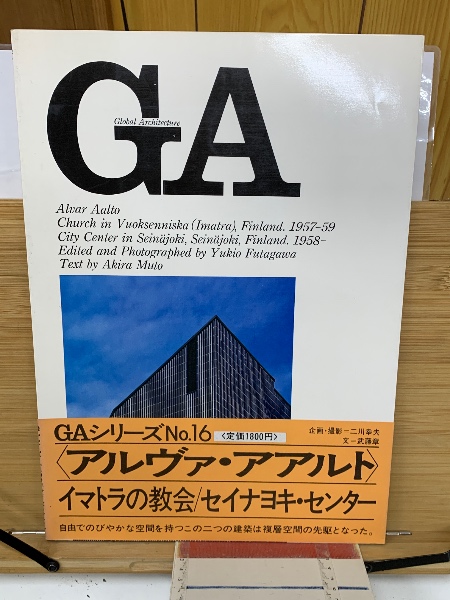 GA
Global Architecture
Alvar Aalto
Church in Vuoksenniska (Imatra), Finland. 1957-59
City Center in Seinäjoki, Seinäjoki, Finland. 1958-
Edited and Photographed by Yukio Futagawa
Text by Akira Muto
GAシリーズNo.16 〈定価1800円〉
企画・撮影＝二川幸夫
文＝武藤章
〈アルヴァ・アアルト〉
イマトラの教会/セイナヨキ・センター
自由でのびやかな空間を持つこの二つの建築は複層空間の先駆となった。